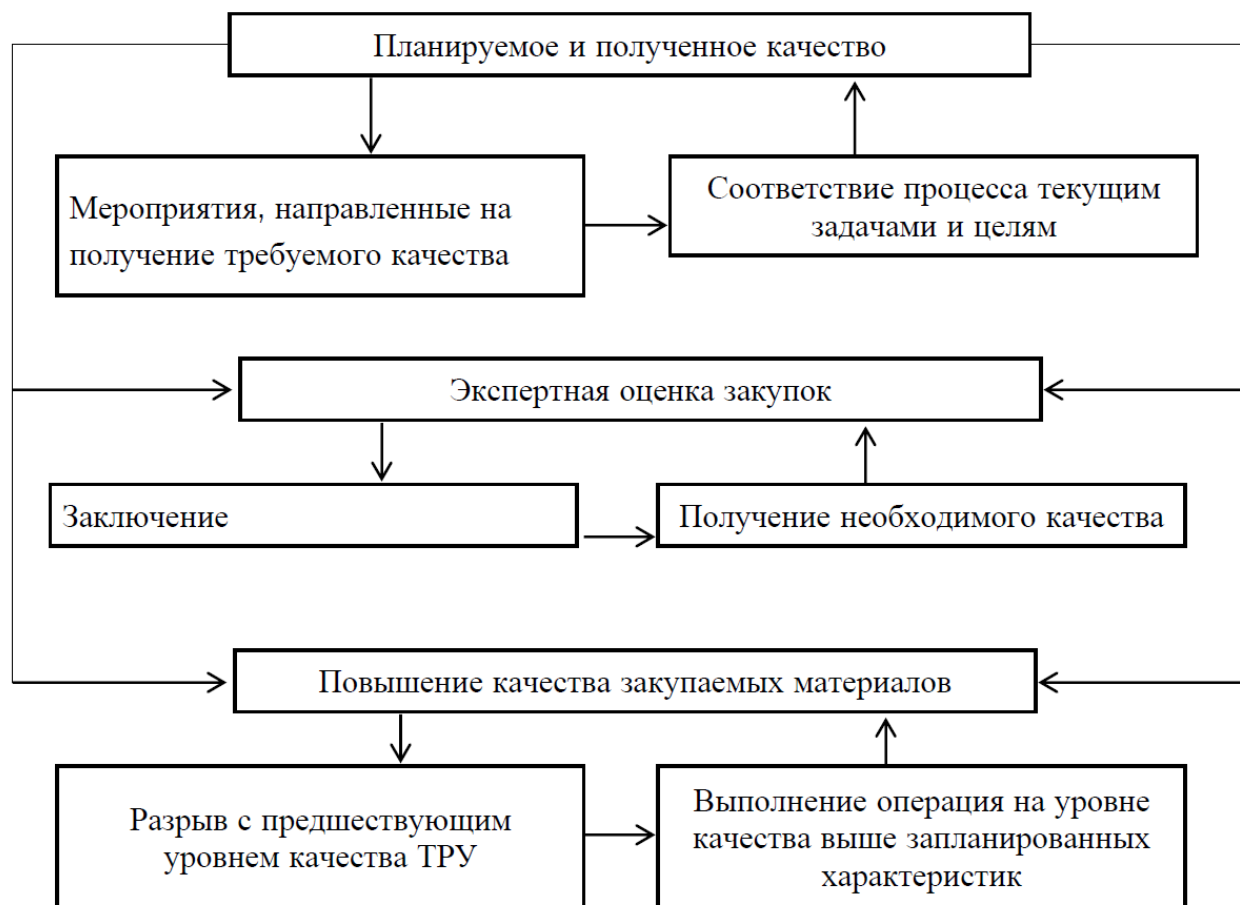 Планируемое и полученное качество
Мероприятия, направленные на
получение требуемого качества
Соответствие процесса текущим
задачами и целям
Экспертная оценка закупок
Заключение
Получение необходимого качества
Повышение качества закупаемых материалов
Разрыв с предшествующим
уровнем качества ТРУ
Выполнение операция на уровне
качества выше запланированных
характеристик